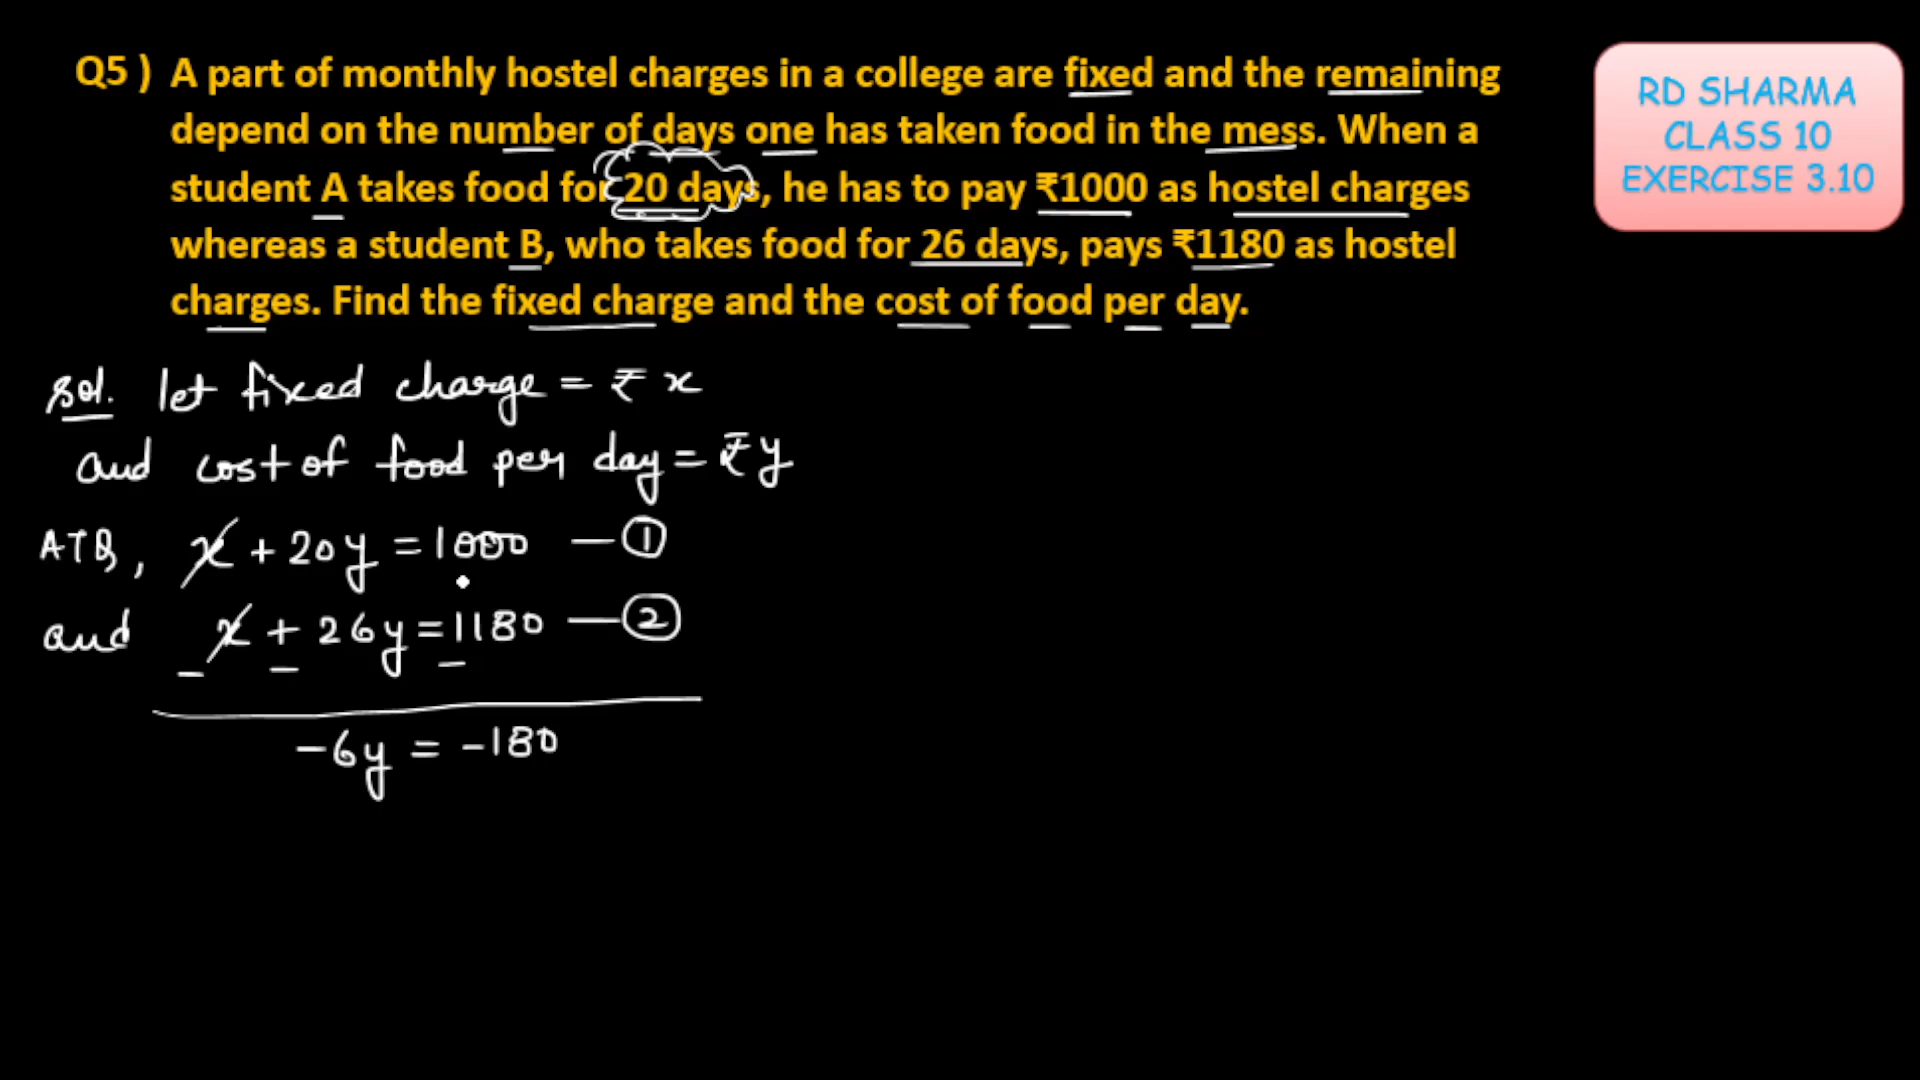 Q5 ) A part of monthly hostel charges in a college are fixed and the remaining
depend on the number of days one has taken food in the mess. When a
student A takes food for 20 days, he has to pay ₹1000 as hostel charges
whereas a student B, who takes food for 26 days, pays ₹1180 as hostel
charges. Find the fixed charge and the cost of food per day.
RD SHARMA
CLASS 10
EXERCISE 3.10
Sol. let fixed charge = ₹ x
and cost of food per day = ₹ y
ATQ, x + 20y = 1000 — ①
and x + 26y = 1180 — ②
− − −
-6y = -180